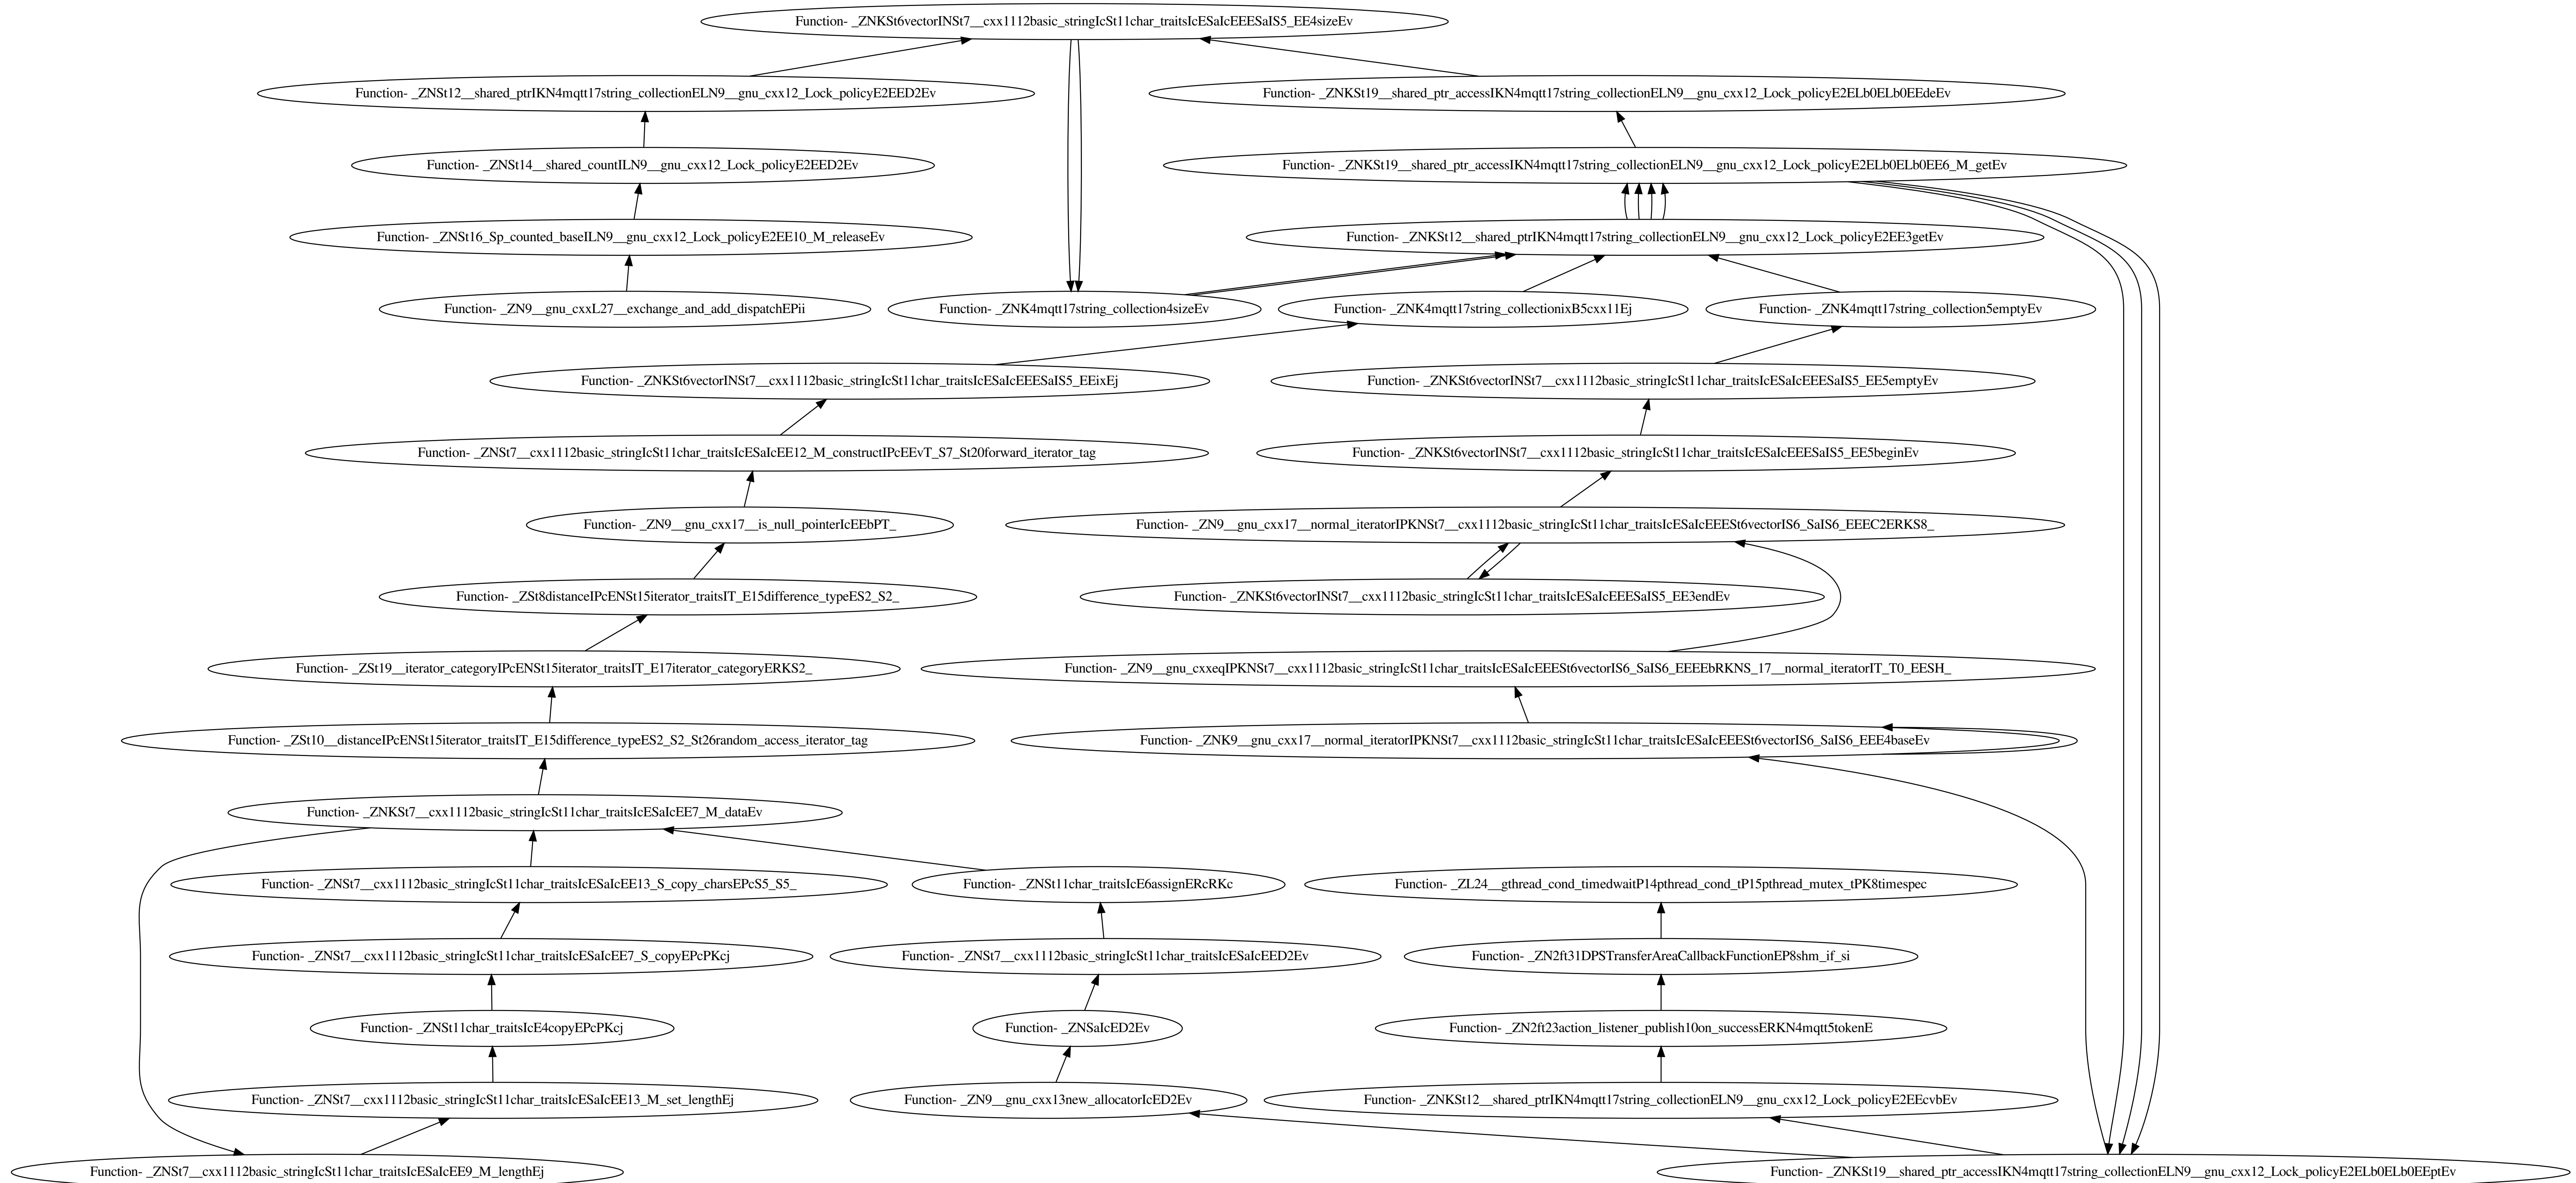 Function- _ZNKSt6vectorINSt7__cxx1112basic_stringIcSt11char_traitsIcESaIcEEESaIS5_EE4sizeEv
Function- _ZNSt12__shared_ptrIKN4mqtt17string_collectionELN9__gnu_cxx12_Lock_policyE2EED2Ev
Function- _ZNKSt19__shared_ptr_accessIKN4mqtt17string_collectionELN9__gnu_cxx12_Lock_policyE2ELb0ELb0EEdeEv
Function- _ZNSt14__shared_countILN9__gnu_cxx12_Lock_policyE2EED2Ev
Function- _ZNKSt19__shared_ptr_accessIKN4mqtt17string_collectionELN9__gnu_cxx12_Lock_policyE2ELb0ELb0EE6_M_getEv
Function- _ZNSt16_Sp_counted_baseILN9__gnu_cxx12_Lock_policyE2EE10_M_releaseEv
Function- _ZNKSt12__shared_ptrIKN4mqtt17string_collectionELN9__gnu_cxx12_Lock_policyE2EE3getEv
Function- _ZN9__gnu_cxxL27__exchange_and_add_dispatchEPii
Function- _ZNK4mqtt17string_collection4sizeEv
Function- _ZNK4mqtt17string_collectionixB5cxx11Ej
Function- _ZNK4mqtt17string_collection5emptyEv
Function- _ZNKSt6vectorINSt7__cxx1112basic_stringIcSt11char_traitsIcESaIcEEESaIS5_EEixEj
Function- _ZNKSt6vectorINSt7__cxx1112basic_stringIcSt11char_traitsIcESaIcEEESaIS5_EE5emptyEv
Function- _ZNSt7__cxx1112basic_stringIcSt11char_traitsIcESaIcEE12_M_constructIPcEEvT_S7_St20forward_iterator_tag
Function- _ZNKSt6vectorINSt7__cxx1112basic_stringIcSt11char_traitsIcESaIcEEESaIS5_EE5beginEv
Function- _ZN9__gnu_cxx17__is_null_pointerIcEEbPT_
Function- _ZN9__gnu_cxx17__normal_iteratorIPKNSt7__cxx1112basic_stringIcSt11char_traitsIcESaIcEEESt6vectorIS6_SaIS6_EEEC2ERKS8_
Function- _ZSt8distanceIPcENSt15iterator_traitsIT_E15difference_typeES2_S2_
Function- _ZNKSt6vectorINSt7__cxx1112basic_stringIcSt11char_traitsIcESaIcEEESaIS5_EE3endEv
Function- _ZSt19__iterator_categoryIPcENSt15iterator_traitsIT_E17iterator_categoryERKS2_
Function- _ZN9__gnu_cxxeqIPKNSt7__cxx1112basic_stringIcSt11char_traitsIcESaIcEEESt6vectorIS6_SaIS6_EEEEbRKNS_17__normal_iteratorIT_T0_EESH_
Function- _ZSt10__distanceIPcENSt15iterator_traitsIT_E15difference_typeES2_S2_St26random_access_iterator_tag
Function- _ZNK9__gnu_cxx17__normal_iteratorIPKNSt7__cxx1112basic_stringIcSt11char_traitsIcESaIcEEESt6vectorIS6_SaIS6_EEE4baseEv
Function- _ZNKSt7__cxx1112basic_stringIcSt11char_traitsIcESaIcEE7_M_dataEv
Function- _ZNSt7__cxx1112basic_stringIcSt11char_traitsIcESaIcEE13_S_copy_charsEPcS5_S5_
Function- _ZNSt11char_traitsIcE6assignERcRKc
Function- _ZL24__gthread_cond_timedwaitP14pthread_cond_tP15pthread_mutex_tPK8timespec
Function- _ZNSt7__cxx1112basic_stringIcSt11char_traitsIcESaIcEE7_S_copyEPcPKcj
Function- _ZNSt7__cxx1112basic_stringIcSt11char_traitsIcESaIcEED2Ev
Function- _ZN2ft31DPSTransferAreaCallbackFunctionEP8shm_if_si
Function- _ZNSt11char_traitsIcE4copyEPcPKcj
Function- _ZNSaIcED2Ev
Function- _ZN2ft23action_listener_publish10on_successERKN4mqtt5tokenE
Function- _ZNSt7__cxx1112basic_stringIcSt11char_traitsIcESaIcEE13_M_set_lengthEj
Function- _ZN9__gnu_cxx13new_allocatorIcED2Ev
Function- _ZNKSt12__shared_ptrIKN4mqtt17string_collectionELN9__gnu_cxx12_Lock_policyE2EEcvbEv
Function- _ZNSt7__cxx1112basic_stringIcSt11char_traitsIcESaIcEE9_M_lengthEj
Function- _ZNKSt19__shared_ptr_accessIKN4mqtt17string_collectionELN9__gnu_cxx12_Lock_policyE2ELb0ELb0EEptEv